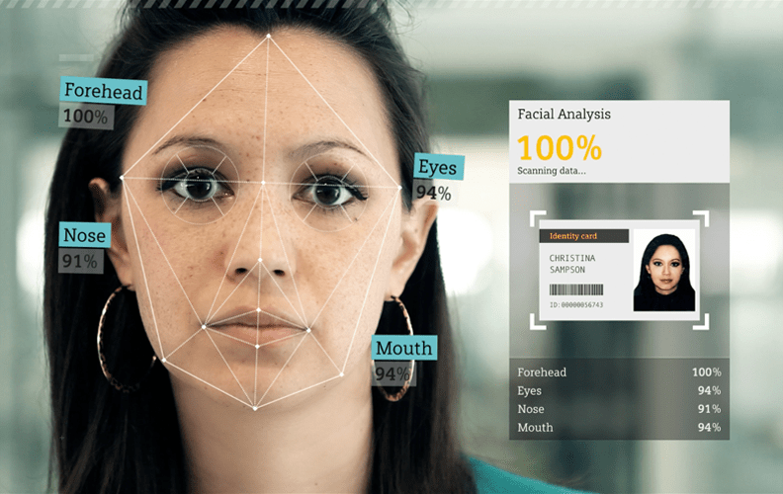 Forehead
100%
Eyes
94%
Nose
91%
Mouth
94%
Facial Analysis
100%
Scanning data...
Identity card
CHRISTINA
SAMPSON
ID:00000056743
Forehead 100%
Eyes 94%
Nose 91%
Mouth 94%